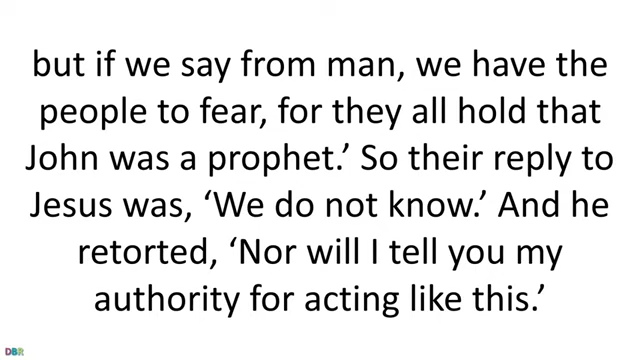 but if we say from man, we have the
people to fear, for they all hold that
John was a prophet.’ So their reply to
Jesus was, ‘We do not know.’ And he
retorted, ‘Nor will I tell you my
authority for acting like this.’
DBR